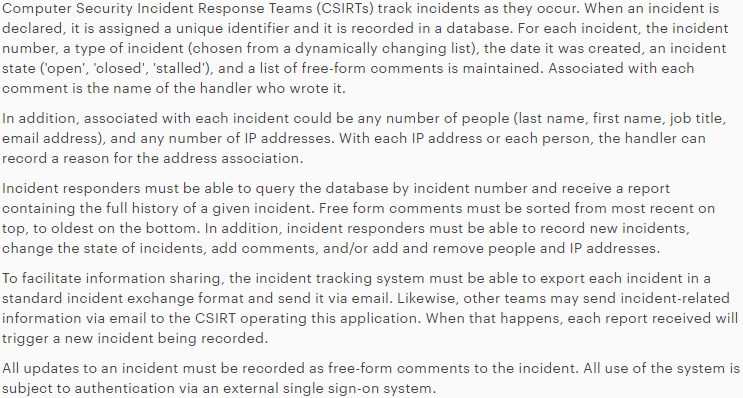 Computer Security Incident Response Teams (CSIRTs) track incidents as they occur. When an incident is
declared, it is assigned a unique identifier and it is recorded in a database. For each incident, the incident
number, a type of incident (chosen from a dynamically changing list), the date it was created, an incident
state ('open', 'closed', 'stalled'), and a list of free-form comments is maintained. Associated with each
comment is the name of the handler who wrote it.
In addition, associated with each incident could be any number of people (last name, first name, job title,
email address), and any number of IP addresses. With each IP address or each person, the handler can
record a reason for the address association.
Incident responders must be able to query the database by incident number and receive a report
containing the full history of a given incident. Free form comments must be sorted from most recent on
top, to oldest on the bottom. In addition, incident responders must be able to record new incidents,
change the state of incidents, add comments, and/or add and remove people and IP addresses.
To facilitate information sharing, the incident tracking system must be able to export each incident in a
standard incident exchange format and send it via email. Likewise, other teams may send incident-related
information via email to the CSIRT operating this application. When that happens, each report received will
trigger a new incident being recorded.
All updates to an incident must be recorded as free-form comments to the incident. All use of the system is
subject to authentication via an external single sign-on system.